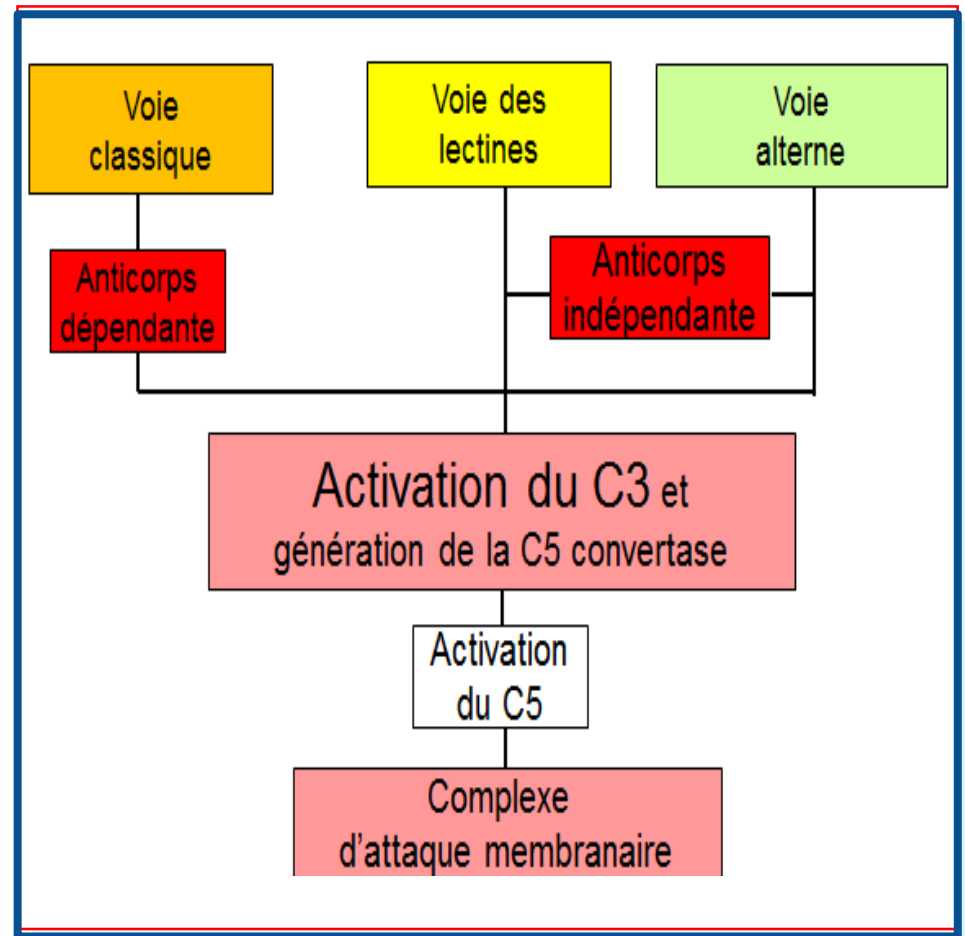 Voie
classique
Voie des
lectines
Voie
alterne
Anticorps
dépendante
Anticorps
indépendante
Activation du C3 et
génération de la C5 convertase
Activation
du C5
Complexe
d'attaque membranaire